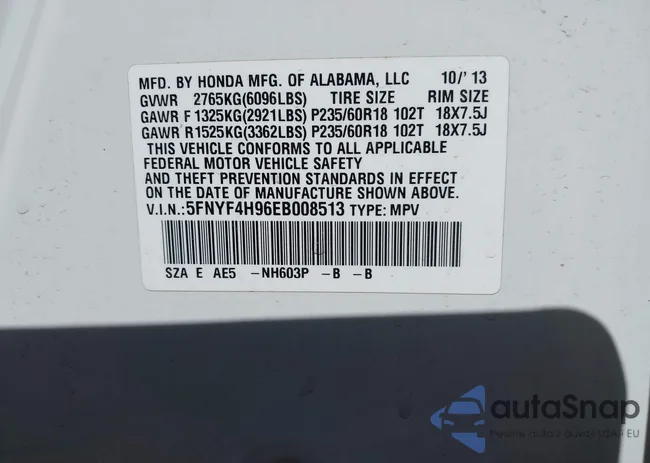 MFD. BY HONDA MFG. OF ALABAMA, LLC 10/'13
GVWR 2765KG(6096LBS) TIRE SIZE RIM SIZE
GAWR F 1325KG(2921LBS) P235/60R18 102T 18X7.5J
GAWR R1525KG(3362LBS) P235/60R18 102T 18X7.5J
THIS VEHICLE CONFORMS TO ALL APPLICABLE
FEDERAL MOTOR VEHICLE SAFETY
AND THEFT PREVENTION STANDARDS IN EFFECT
ON THE DATE OF MANUFACTURE SHOWN ABOVE.
V.I.N.:5FNYF4H96EB008513 TYPE: MPV
SZA E AE5 -NH603P -B -B
autoSnap